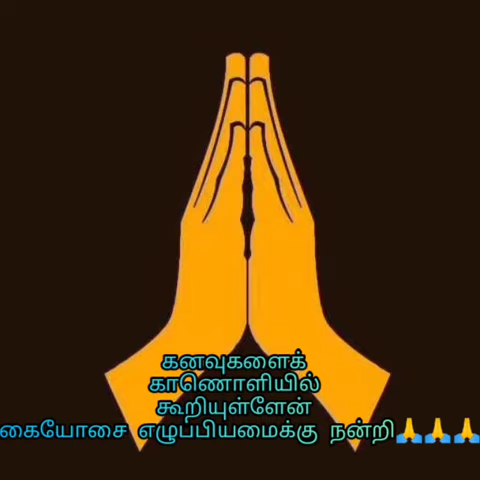 கனவுகளைக்
காணொளியில்
கூறியுள்ளேன்
கையோசை எழுப்பியமைக்கு நன்றி🙏🙏🙏